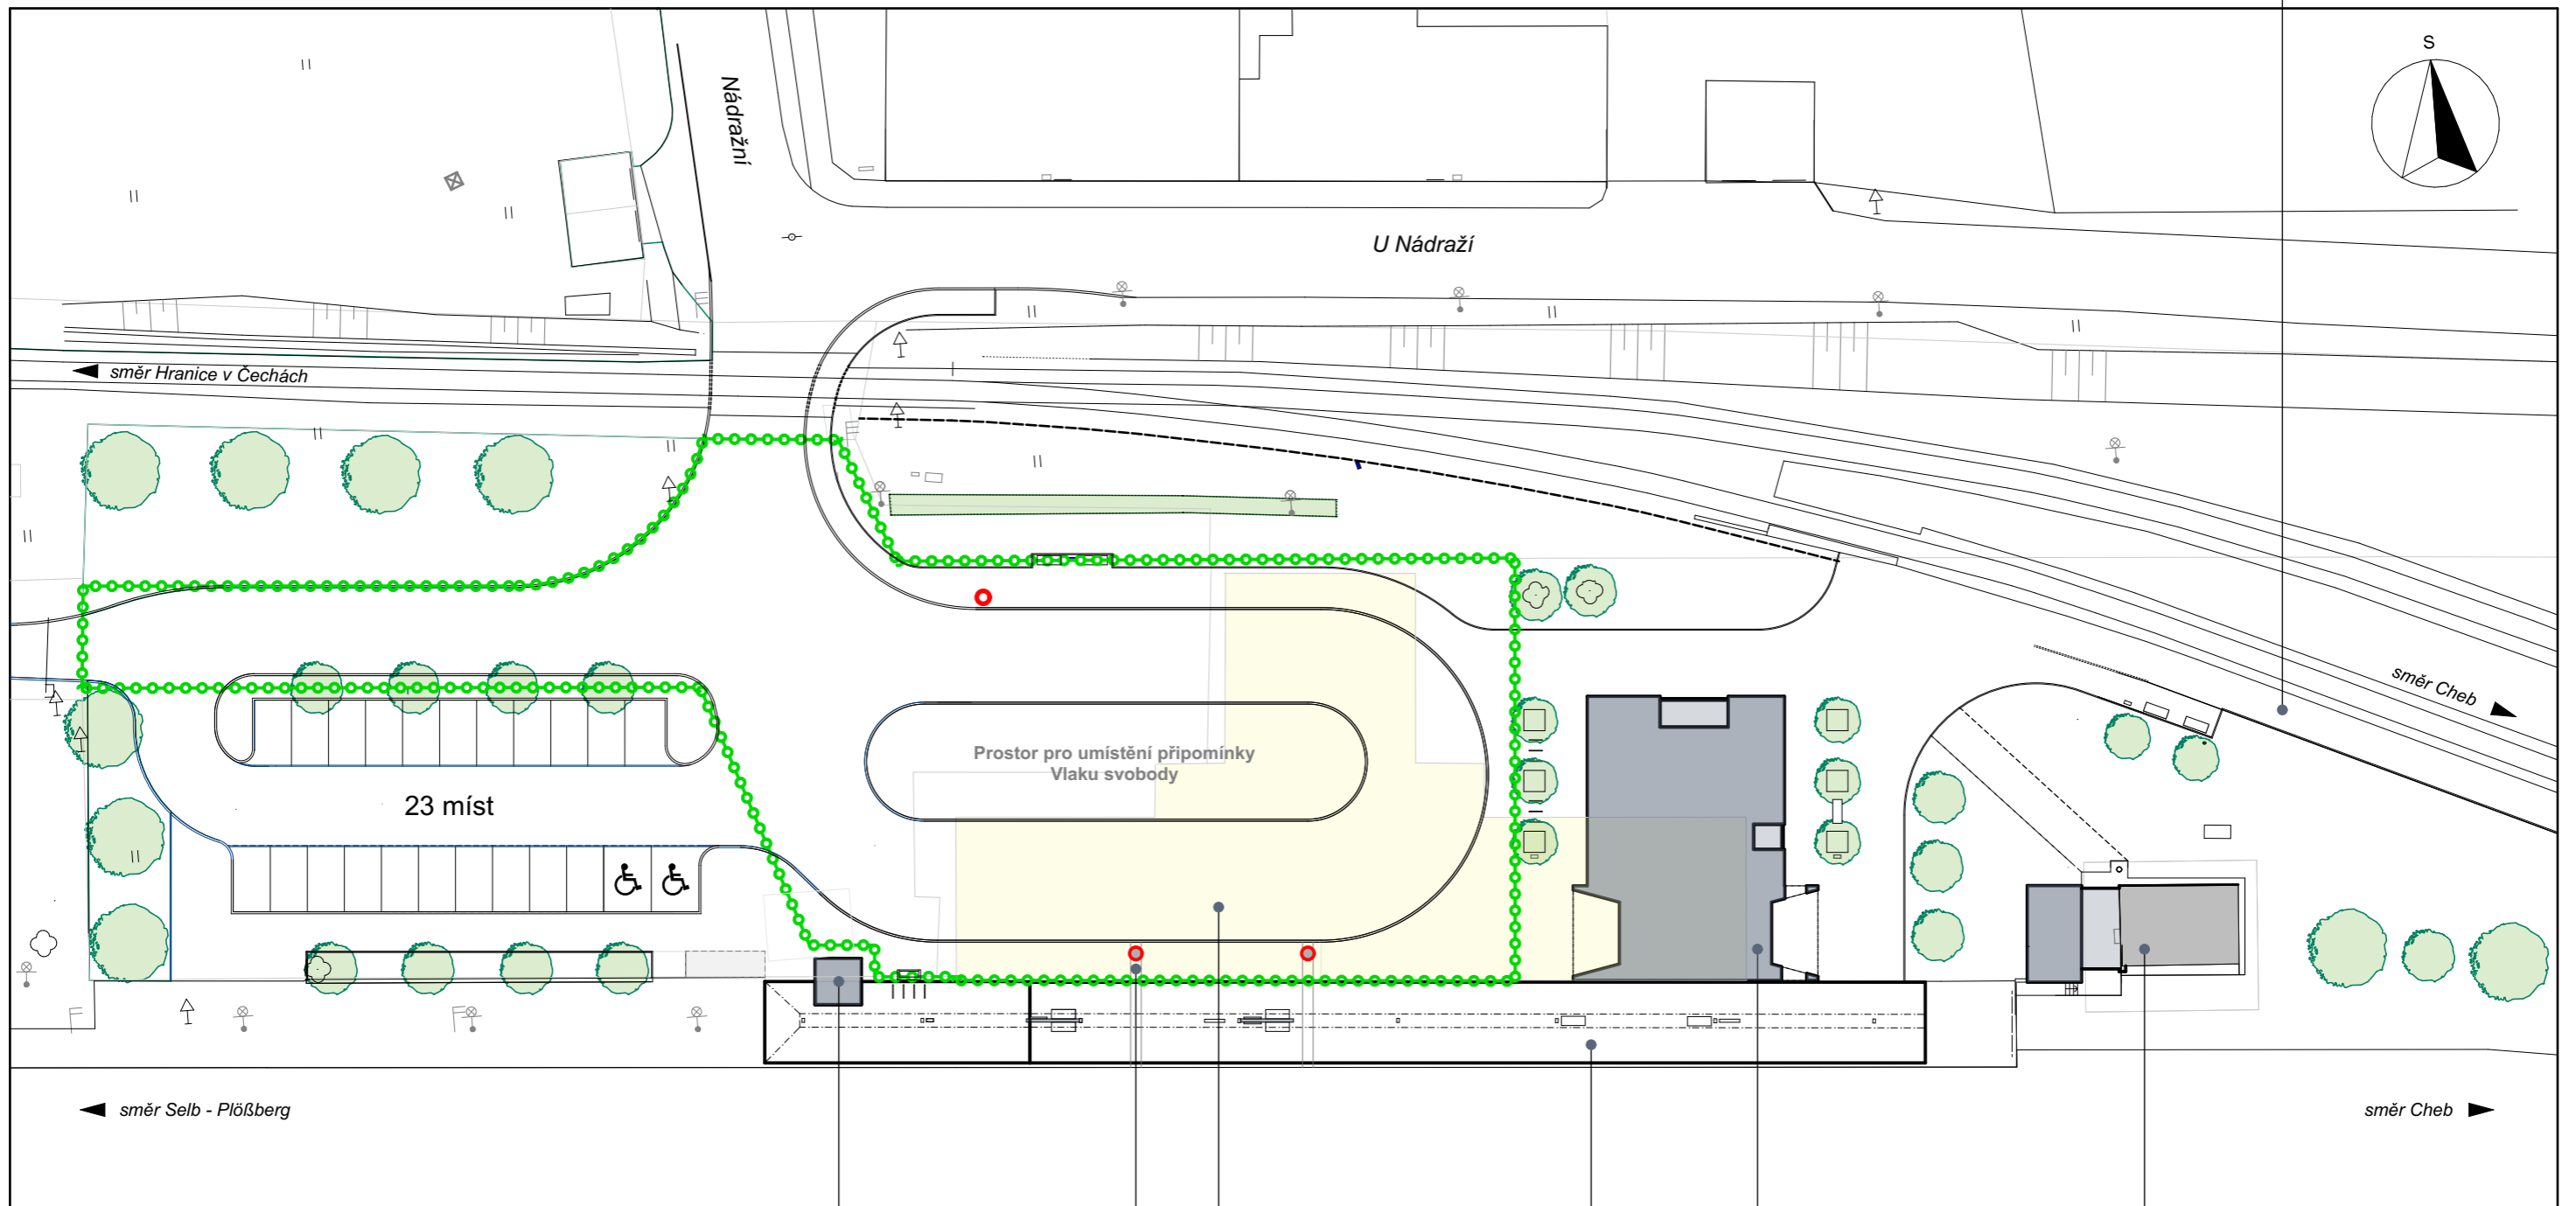 S
Nádražní
U Nádraží
směr Hranice v Čechách
směr Cheb
Prostor pro umístění připomínky
Vlaku svobody
23 míst
směr Selb - Plößberg
směr Cheb